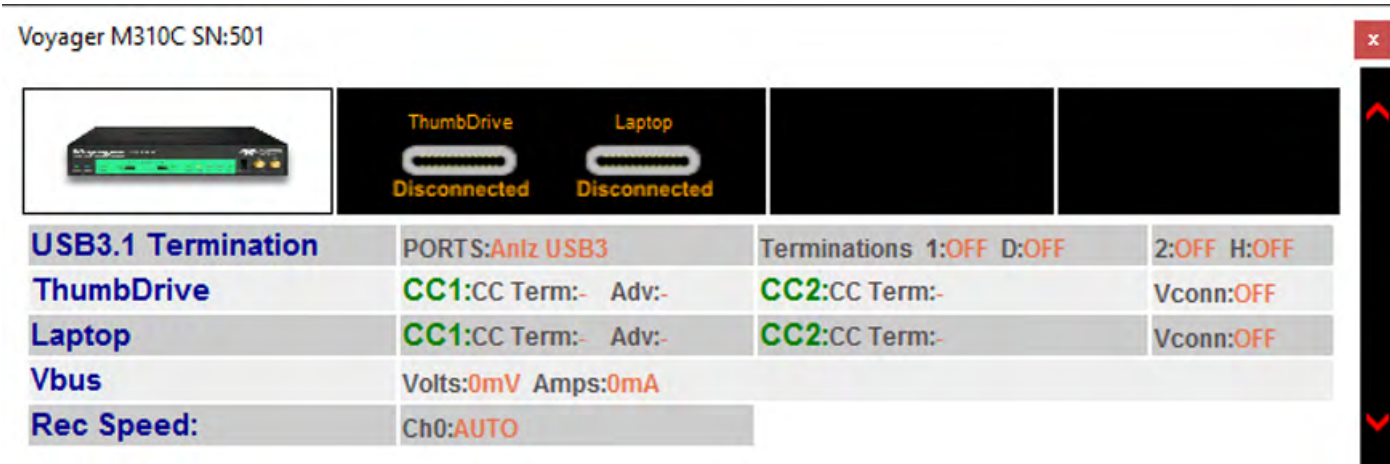 Voyager M310C SN:501
x
ThumbDrive Laptop
Disconnected Disconnected
USB3.1 Termination PORTS:Anlz USB3 Terminations 1:OFF D:OFF 2:OFF H:OFF
ThumbDrive CC1:CC Term:- Adv:- CC2:CC Term:- Vconn:OFF
Laptop CC1:CC Term:- Adv:- CC2:CC Term:- Vconn:OFF
Vbus Volts:0mV Amps:0mA
Rec Speed: Ch0:AUTO